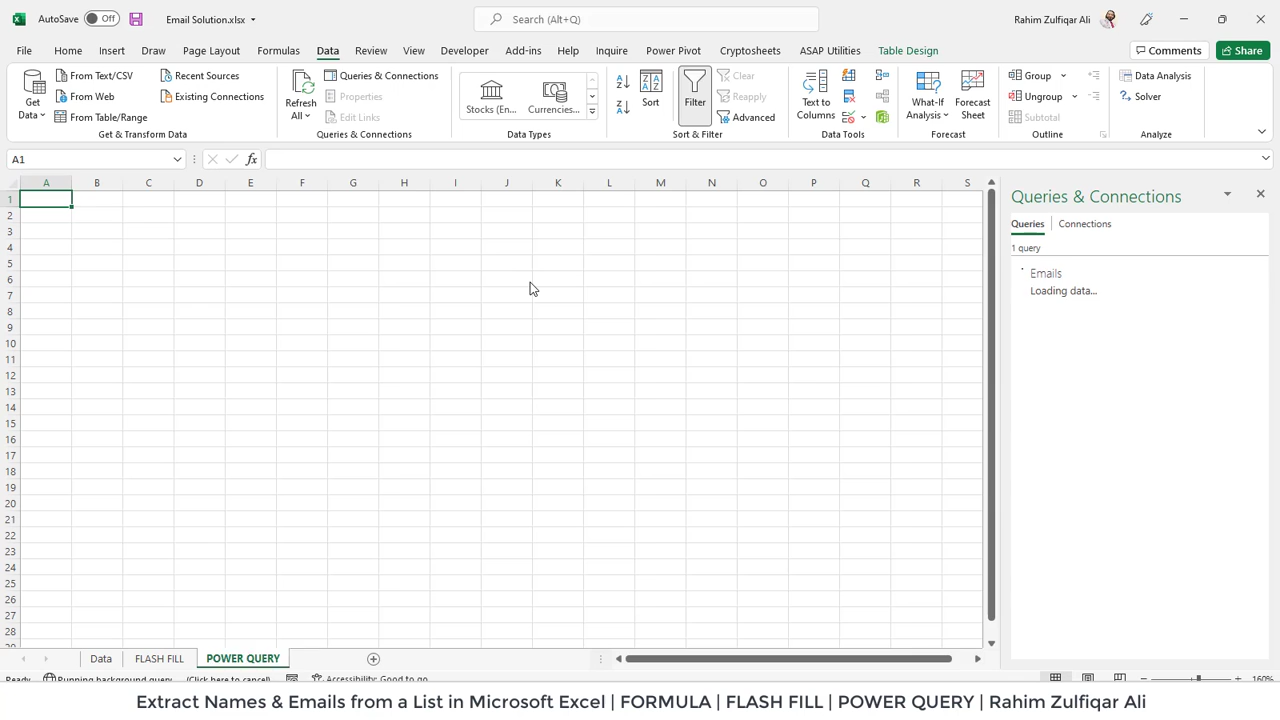 AutoSave Off Email Solution.xlsx Search (Alt+Q) Rahim Zulfiqar Ali
File Home Insert Draw Page Layout Formulas Data Review View Developer Add-ins Help Inquire Power Pivot Cryptosheets ASAP Utilities Table Design Comments Share
Get Data
From Text/CSV
From Web
From Table/Range
Recent Sources
Existing Connections
Get & Transform Data
Refresh All
Queries & Connections
Properties
Edit Links
Queries & Connections
Stocks (En...
Currencies...
Data Types
Sort
Filter
Clear
Reapply
Advanced
Sort & Filter
Text to Columns
Data Tools
What-If Analysis
Forecast Sheet
Forecast
Group
Ungroup
Subtotal
Outline
Data Analysis
Solver
Analyze
A1 fx
A B C D E F G H I J K L M N O P Q R S
1
2
3
4
5
6
7
8
9
10
11
12
13
14
15
16
17
18
19
20
21
22
23
24
25
26
27
28
Queries & Connections
Queries Connections
1 query
Emails
Loading data...
Data FLASH FILL POWER QUERY
Ready Running background query (Click here to cancel) Accessibility: Good to go 160%
Extract Names & Emails from a List in Microsoft Excel | FORMULA | FLASH FILL | POWER QUERY | Rahim Zulfiqar Ali